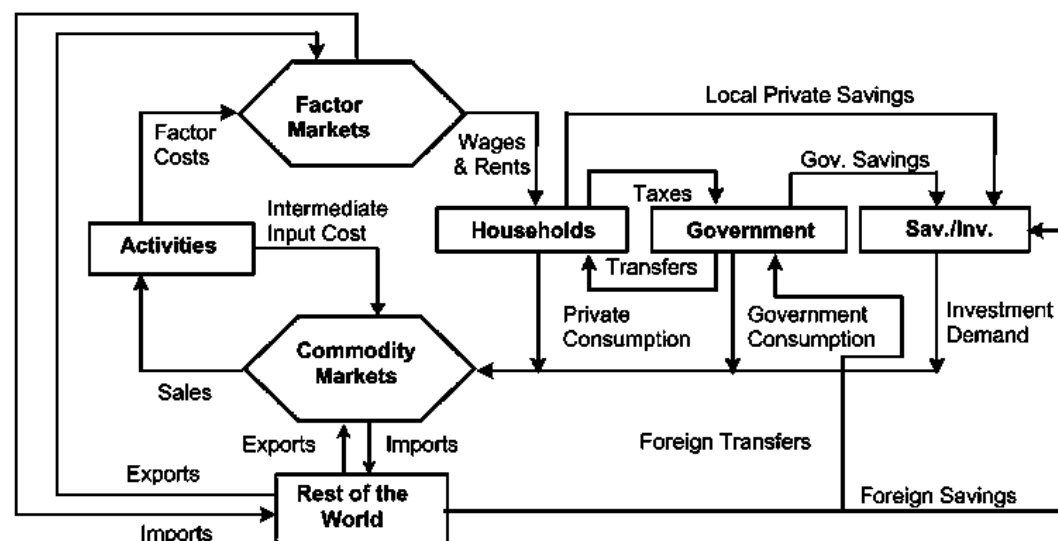 Factor
Markets
Local Private Savings
Factor
Costs
Wages
& Rents
Gov. Savings
Taxes
Intermediate
Input Cost
Activities
Households
Government
Sav./Inv.
Transfers
Private
Consumption
Government
Consumption
Investment
Demand
Commodity
Markets
Sales
Exports
Imports
Foreign Transfers
Exports
Rest of the
World
Foreign Savings
Imports